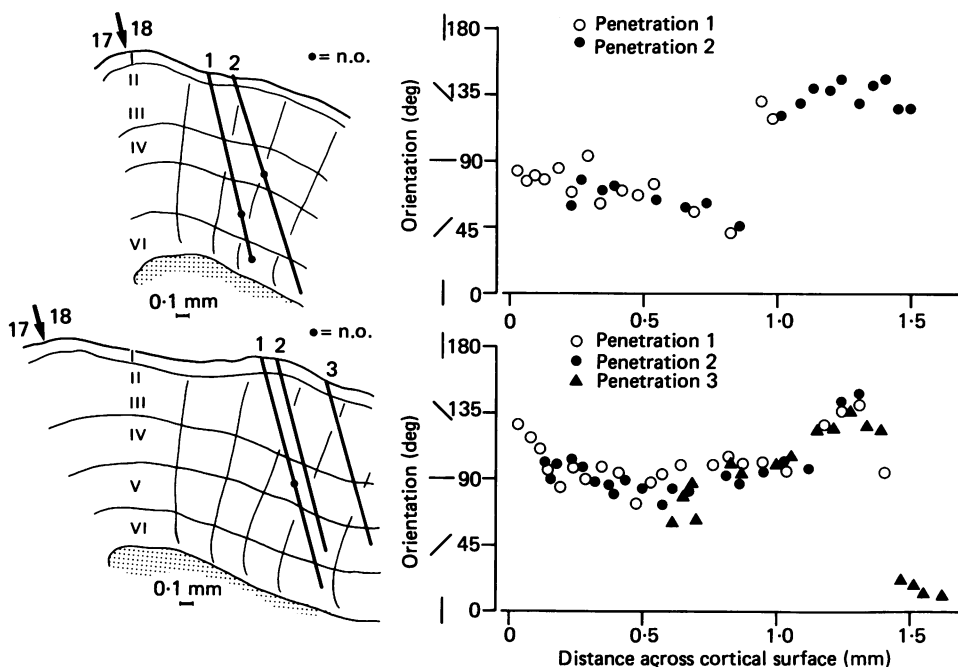 17 18
1 2
•= n.o.
I
II
III
IV
VI
0·1 mm
Orientation (deg)
180
135
90
45
0
○ Penetration 1
● Penetration 2
0 0·5 1·0 1·5
17 18
1 2
3
•= n.o.
I
II
III
IV
V
VI
0·1 mm
Orientation (deg)
180
135
90
45
0
○ Penetration 1
● Penetration 2
▲ Penetration 3
0 0·5 1·0 1·5
Distance across cortical surface (mm)